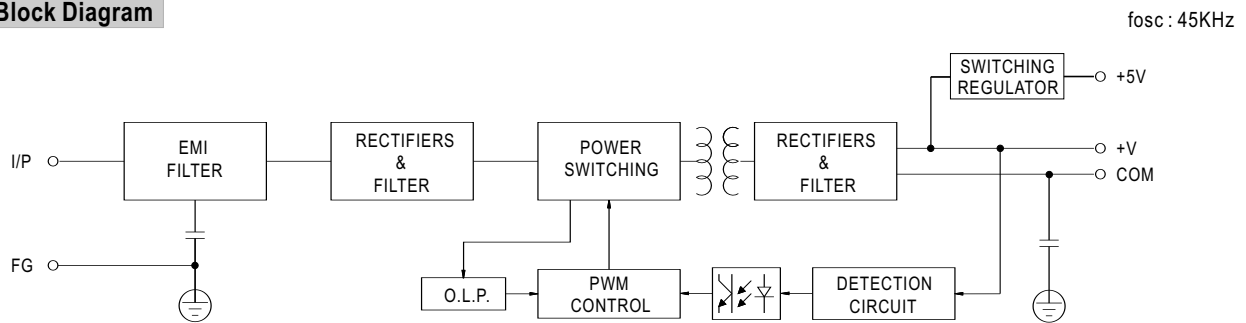 Block Diagram
fosc : 45KHz
SWITCHING
REGULATOR
+5V
I/P
EMI
FILTER
RECTIFIERS
&
FILTER
POWER
SWITCHING
RECTIFIERS
&
FILTER
+V
COM
FG
O.L.P.
PWM
CONTROL
DETECTION
CIRCUIT